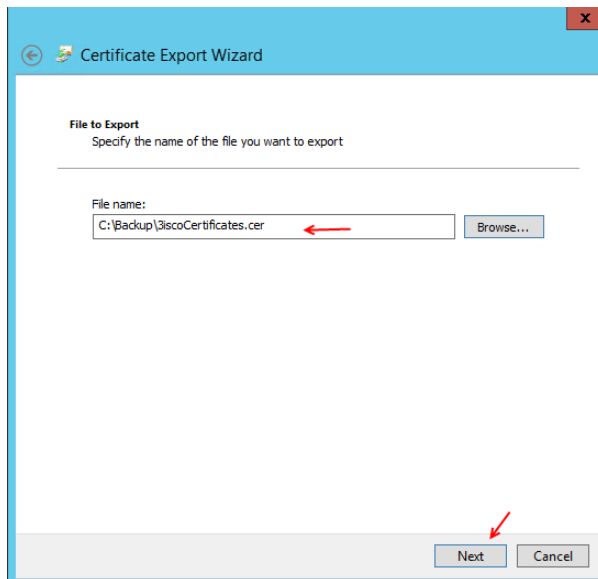 x
Certificate Export Wizard
File to Export
Specify the name of the file you want to export
File name:
C:\Backup\3iscoCertificates.cer
Browse...
Next
Cancel